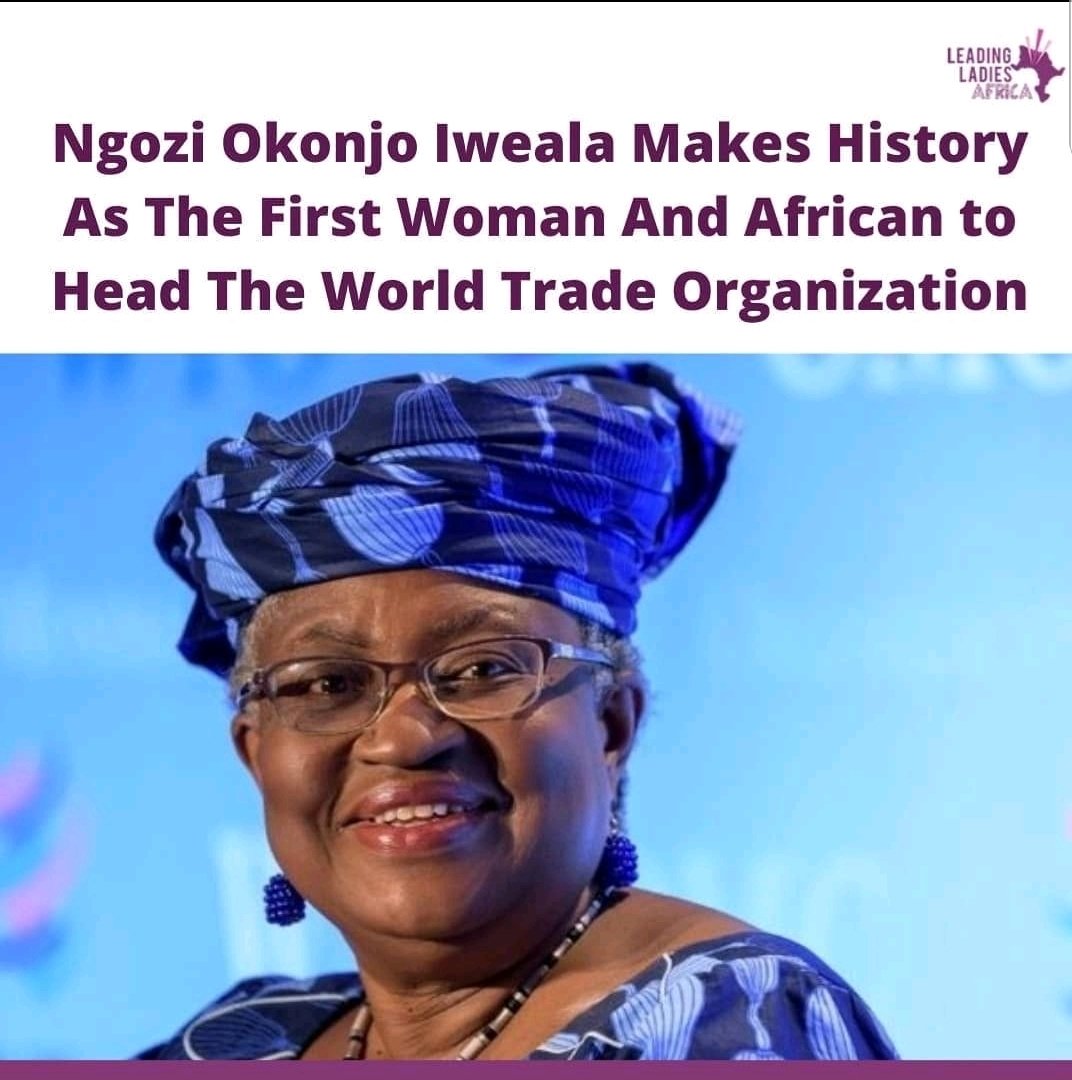 LEADING
LADIES
AFRICA
Ngozi Okonjo Iweala Makes History
As The First Woman And African to
Head The World Trade Organization